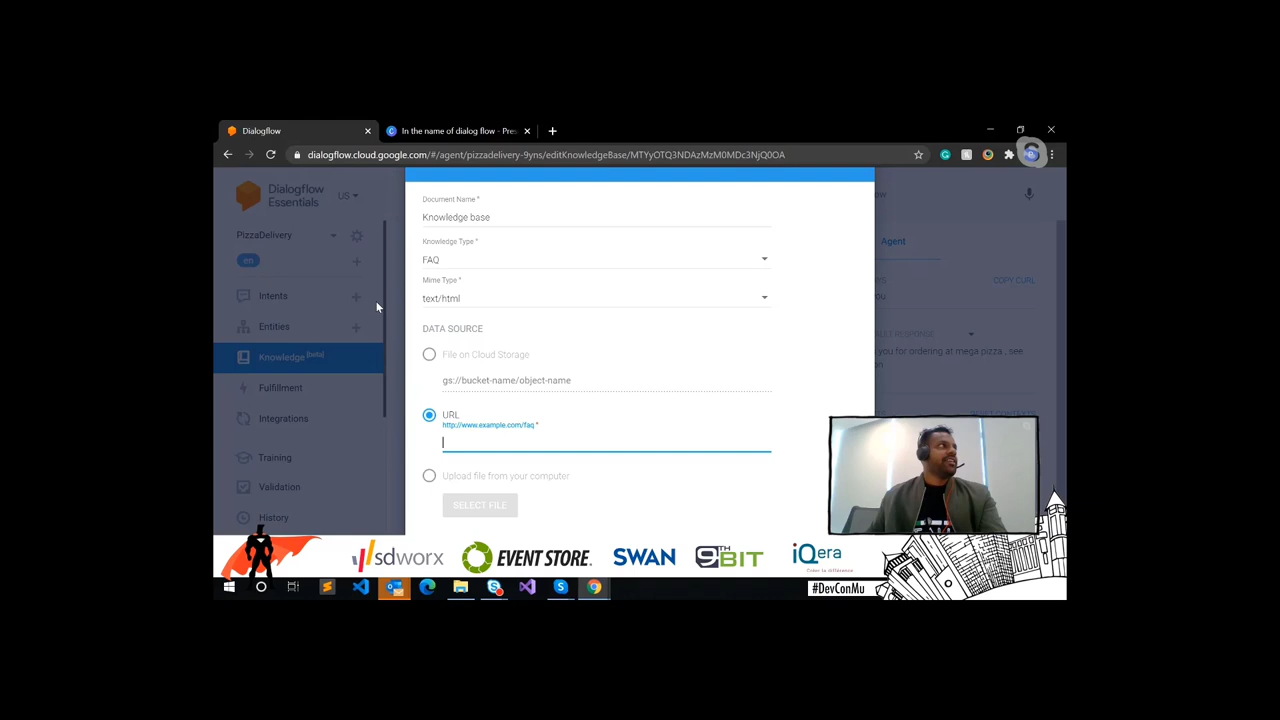 Dialogflow
In the name of dialog flow - Pres
dialogflow.cloud.google.com/#/agent/pizzadelivery-9yns/editKnowledgeBase/MTYyOTQ3NDAzMzM0MDc3NjQ0OA
Dialogflow
Essentials
US
PizzaDelivery
en
Intents
Entities
Knowledge [beta]
Fulfillment
Integrations
Training
Validation
History
Document Name *
Knowledge base
Knowledge Type *
FAQ
Mime Type *
text/html
DATA SOURCE
File on Cloud Storage
gs://bucket-name/object-name
URL
http://www.example.com/faq *
Upload file from your computer
SELECT FILE
Agent
COPY CURL
you for ordering at mega pizza , see
sdworx
EVENT STORE.
SWAN
9TH BIT
iQera
#DevConMu